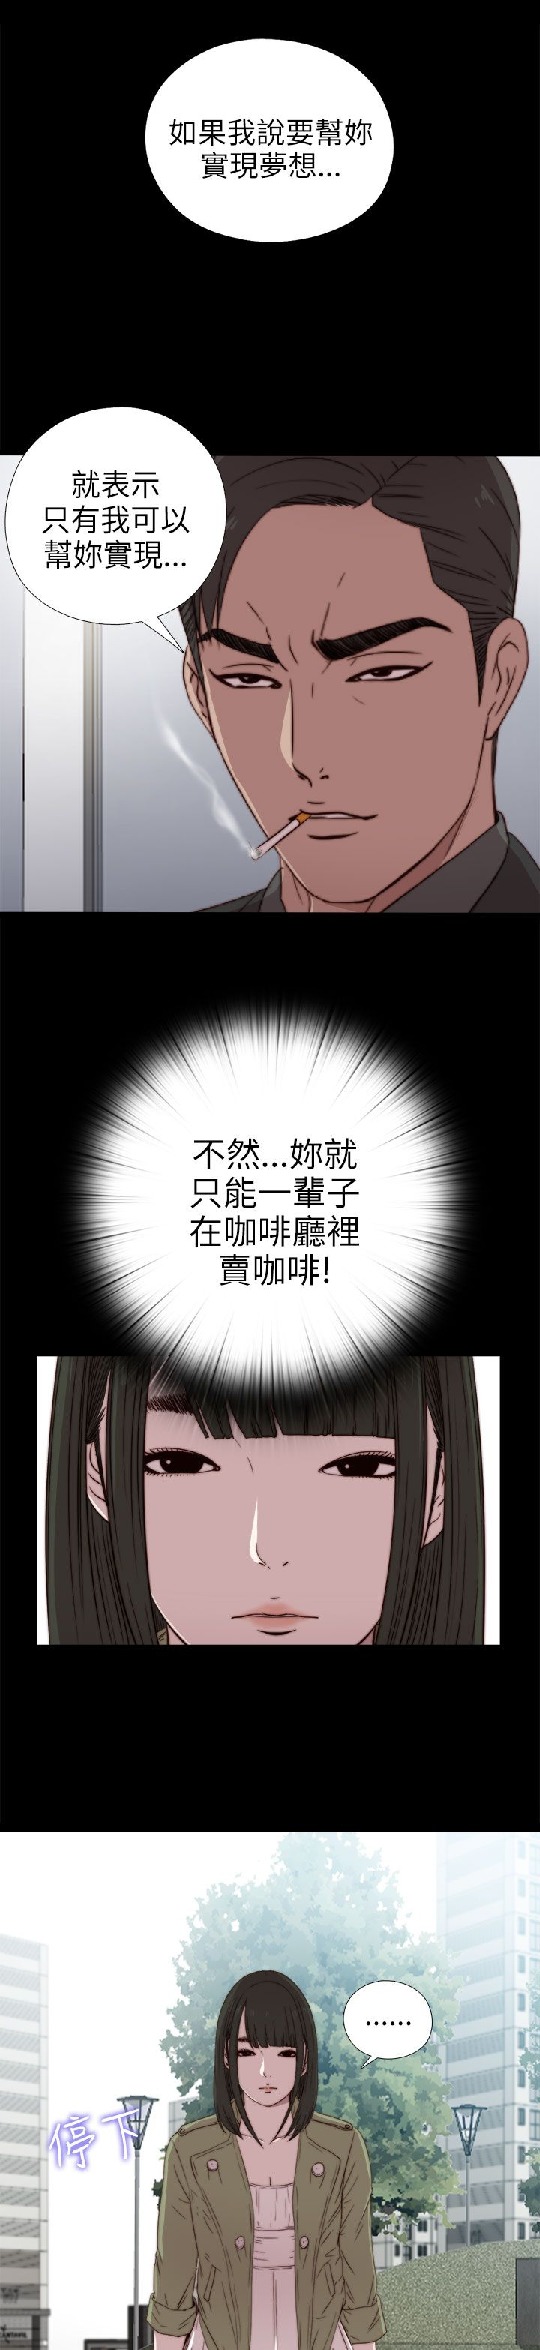 如果我說要幫妳
實現夢想...
就表示
只有我可以
幫妳實現...
不然...妳就
只能一輩子
在咖啡廳裡
賣咖啡!
......
停下